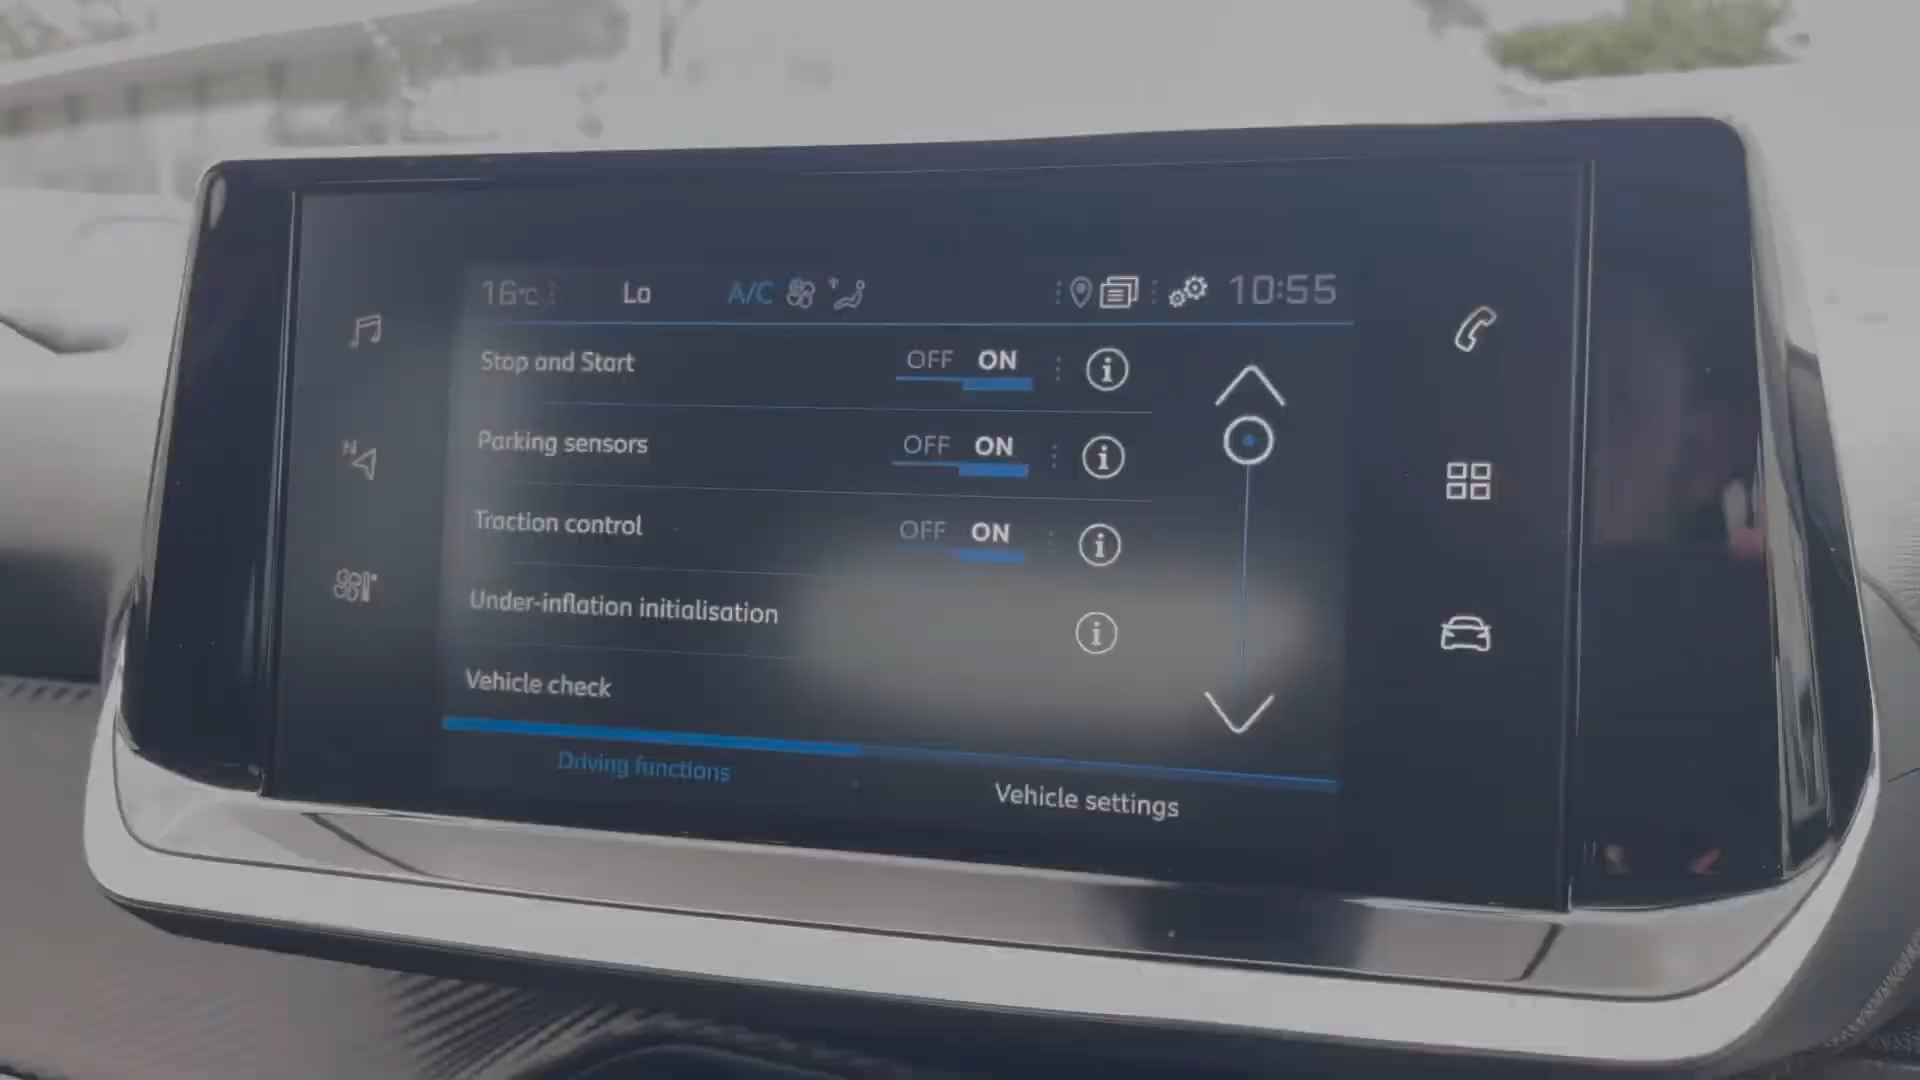 16°C Lo A/C 10:55
Stop and Start OFF ON i
Parking sensors OFF ON i
N
Traction control OFF ON i
Under-inflation initialisation i
Vehicle check
Driving functions
Vehicle settings